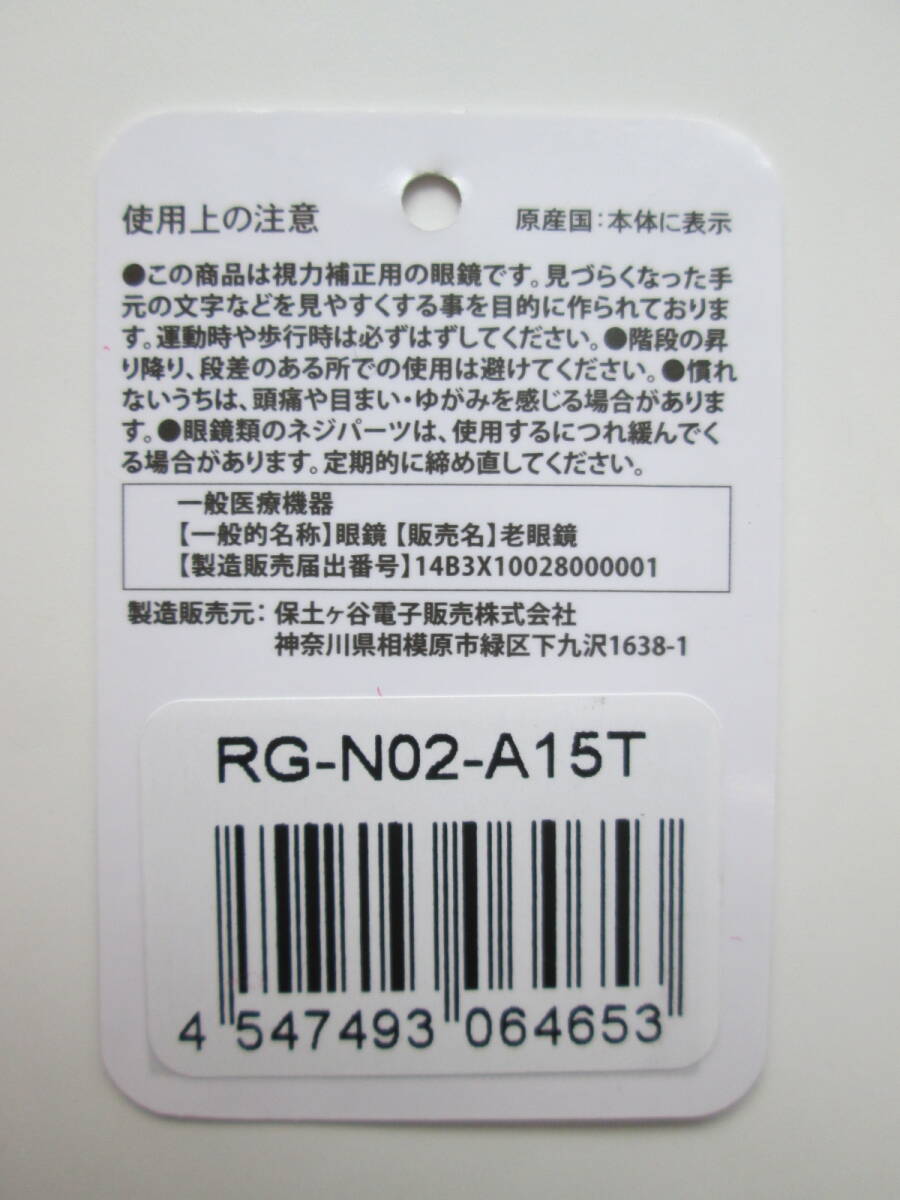 使用上の注意
原産国：本体に表示
●この商品は視力補正用の眼鏡です。見づらくなった手
元の文字などを見やすくする事を目的に作られておりま
す。運動時や歩行時は必ずはずしてください。●階段の昇
り降り、段差のある所での使用は避けてください。●慣れ
ないうちは、頭痛や目まい・ゆがみを感じる場合がありま
す。●眼鏡類のネジパーツは、使用するにつれ緩んでく
る場合があります。定期的に締め直してください。
一般医療機器
【一般的名称】眼鏡【販売名】老眼鏡
【製造販売届出番号】14B3X10028000001
製造販売元：保土ヶ谷電子販売株式会社
神奈川県相模原市緑区下九沢1638-1
RG-N02-A15T
4 547493 064653